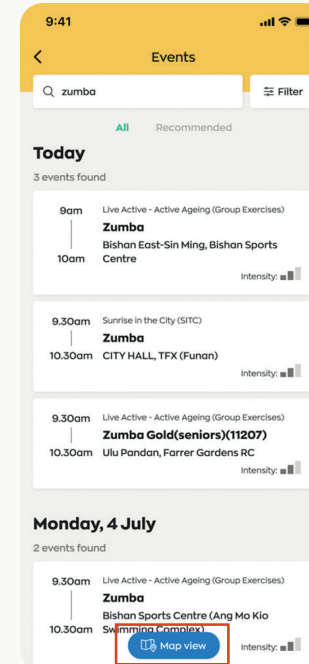 9:41
Events
zumba
Filter
All Recommended
Today
3 events found
9am Live Active - Active Ageing (Group Exercises)
Zumba
Bishan East-Sin Ming, Bishan Sports
10am Centre
Intensity:
9.30am Sunrise in the City (SITC)
Zumba
10.30am CITY HALL, TFX (Funan)
Intensity:
9.30am Live Active - Active Ageing (Group Exercises)
Zumba Gold(seniors)(11207)
10.30am Ulu Pandan, Farrer Gardens RC
Intensity:
Monday, 4 July
2 events found
9.30am Live Active - Active Ageing (Group Exercises)
Zumba
Bishan Sports Centre (Ang Mo Kio
10.30am Swimming Complex)
Map view
Intensity: